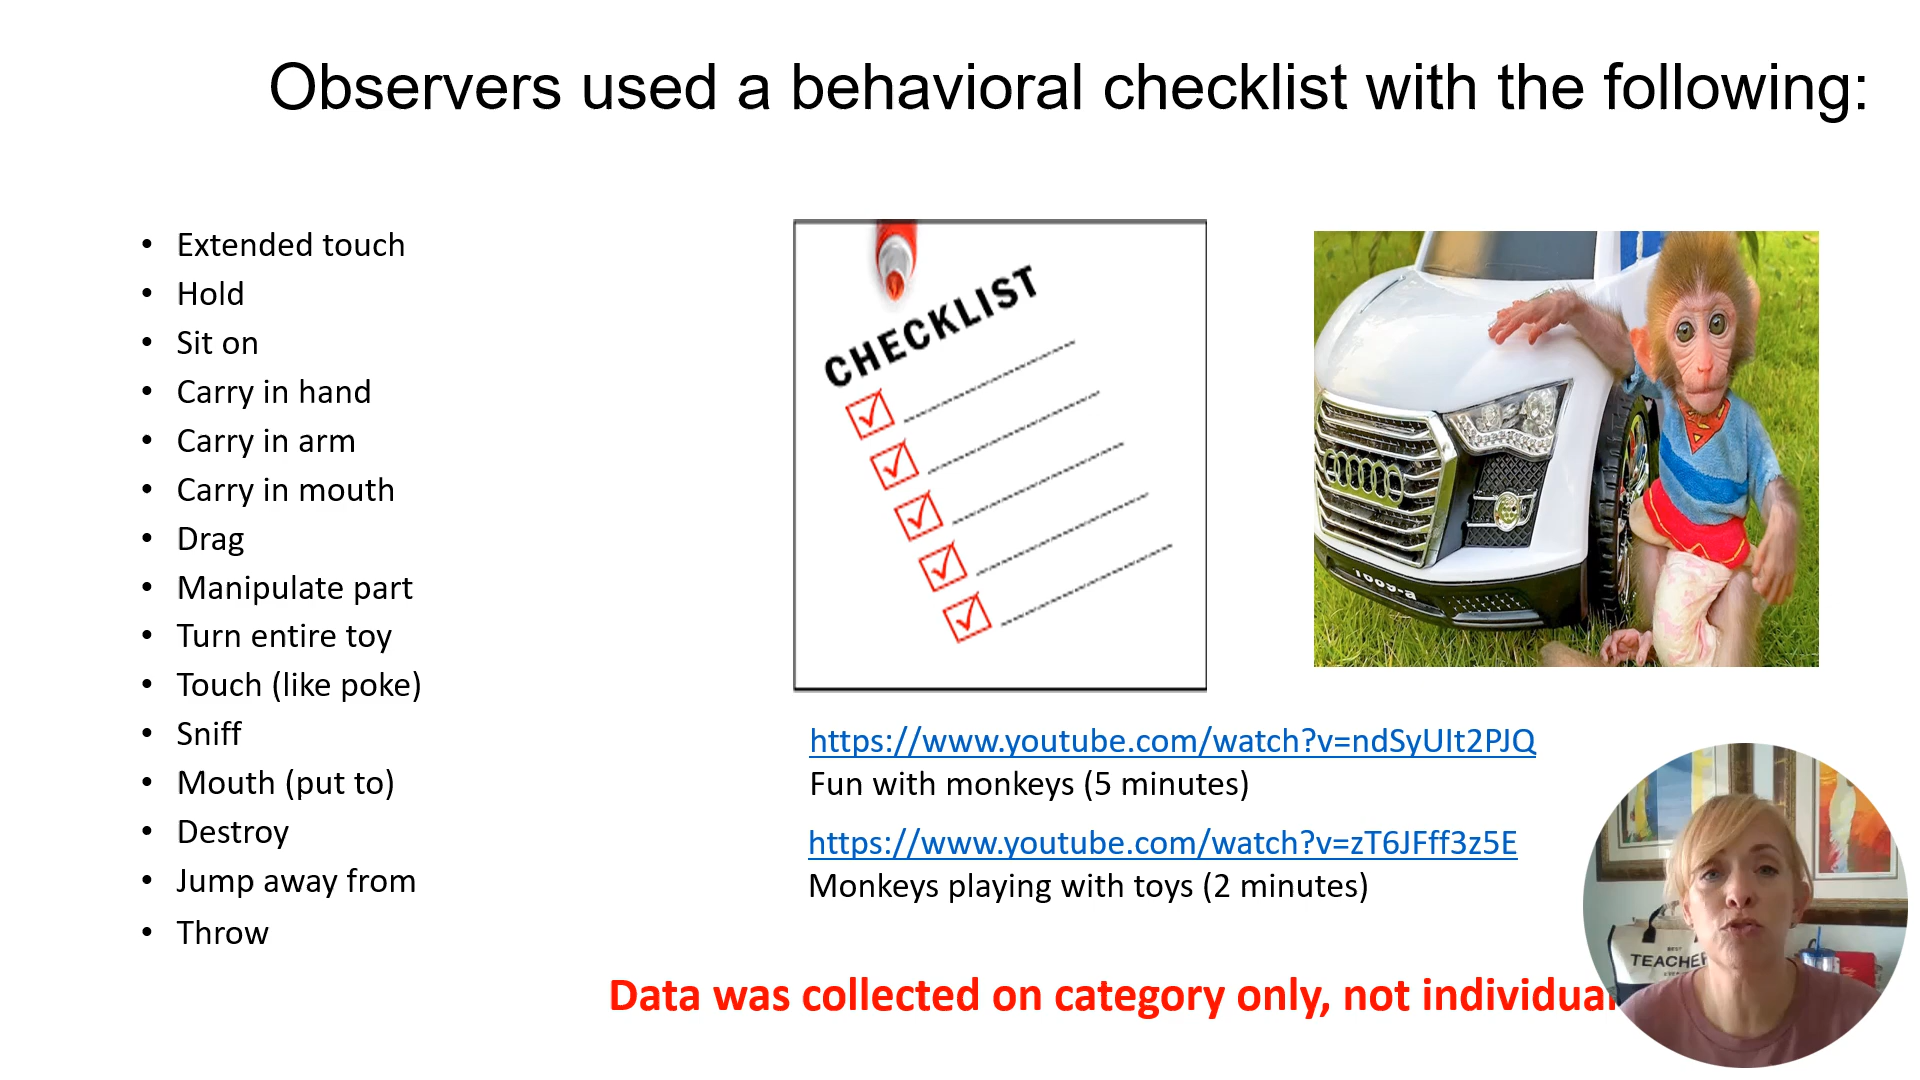 Observers used a behavioral checklist with the following:
• Extended touch
• Hold
• Sit on
• Carry in hand
• Carry in arm
• Carry in mouth
• Drag
• Manipulate part
• Turn entire toy
• Touch (like poke)
• Sniff
• Mouth (put to)
• Destroy
• Jump away from
• Throw
CHECKLIST
https://www.youtube.com/watch?v=ndSyUIt2PJQ
Fun with monkeys (5 minutes)
https://www.youtube.com/watch?v=zT6JFff3z5E
Monkeys playing with toys (2 minutes)
Data was collected on category only, not individual
BEST
TEACHER